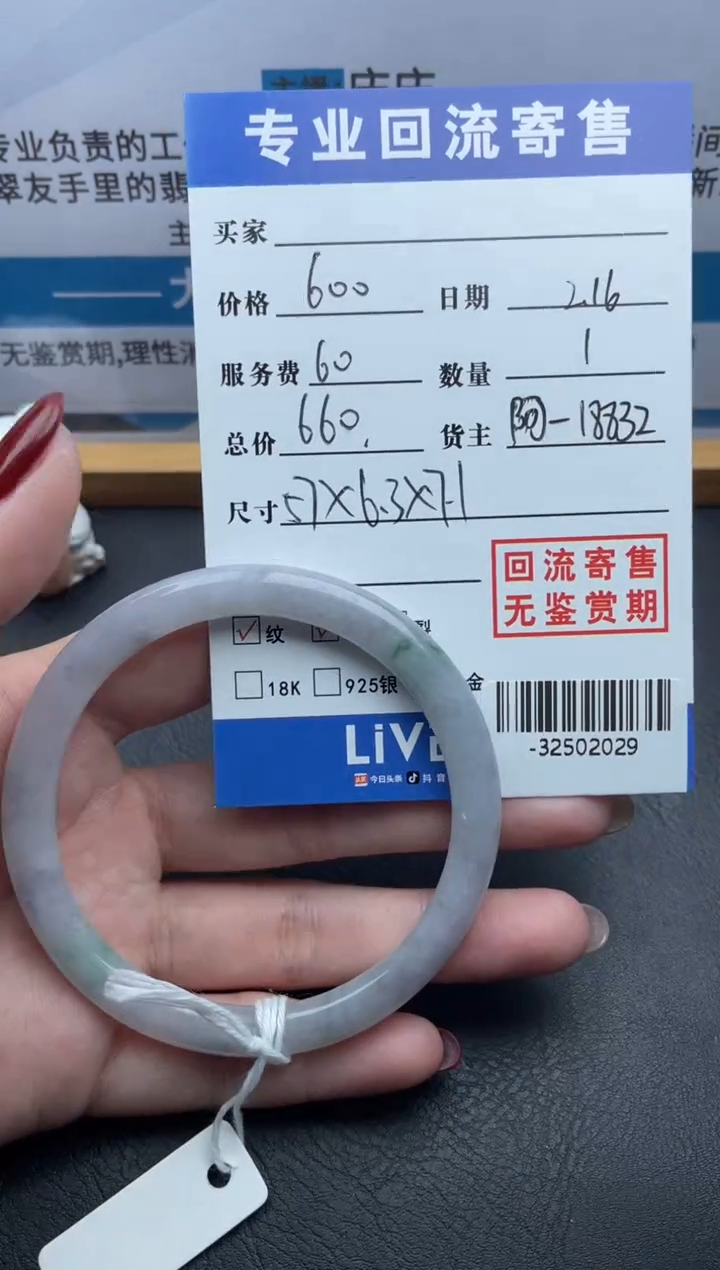 专业回流寄售
专业负责的工
翠友手里的翡
主
无鉴赏期,理性
买家
价格 600 日期 2.16
服务费 60 数量 1
总价 660. 货主 -18832
尺寸 57×6.3×7.1
回流寄售
无鉴赏期
纹
18K 925银 金
LiVE
今日头条 抖音
-32502029